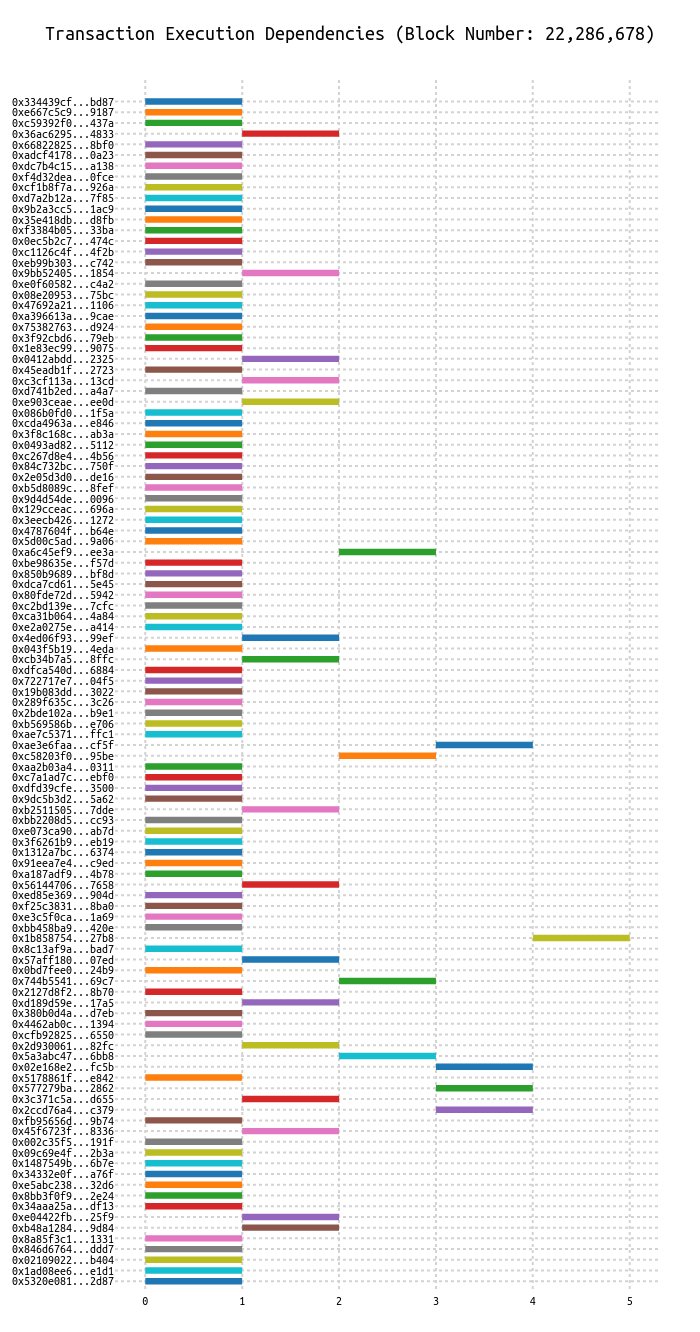 Transaction Execution Dependencies (Block Number: 22,286,678)
0x334439cf...bd87
0xe667c5c9...9187
0xc59392f0...437a
0x36ac6295...4833
0x66822825...8bf0
0xadcf4178...0a23
0xdc7b4c15...a138
0xf4d32dea...0fce
0xcf1b8f7a...926a
0xd7a2b12a...7f85
0x9b2a3cc5...1ac9
0x35e418db...d8fb
0xf3384b05...33ba
0x0ec5b2c7...474c
0xc1126c4f...4f2b
0xeb99b303...c742
0x9bb52405...1854
0xe0f60582...c4a2
0x08e20953...75bc
0x47692a21...1106
0xa396613a...9cae
0x75382763...d924
0x3f92cbd6...79eb
0x1e83ec99...9075
0x0412abdd...2325
0x45eadb1f...2723
0xc3cf113a...13cd
0xd741b2ed...a4a7
0xe903ceae...ee0d
0x086b0fd0...1f5a
0xcda4963a...e846
0x3f8c168c...ab3a
0x0493ad82...5112
0xc267d8e4...4b56
0x84c732bc...750f
0x2e05d3d0...de16
0xb5d8089c...8fef
0x9d4d54de...0096
0x129cceac...696a
0x3eecb426...1272
0x4787604f...b64e
0x5d00c5ad...9a06
0xa6c45ef9...ee3a
0xbe98635e...f57d
0x850b9689...bf8d
0xdca7cd61...5e45
0x80fde72d...5942
0xc2bd139e...7cfc
0xca31b064...4a84
0xe2a0275e...a414
0x4ed06f93...99ef
0x043f5b19...4eda
0xcb34b7a5...8ffc
0xdfca540d...6884
0x722717e7...04f5
0x19b083dd...3022
0x289f635c...3c26
0x2bde102a...b9e1
0xb569586b...e706
0xae7c5371...ffc1
0xae3e6faa...cf5f
0xc58203f0...95be
0xaa2b03a4...0311
0xc7a1ad7c...ebf0
0xdfd39cfe...3500
0x9dc5b3d2...5a62
0xb2511505...7dde
0xbb2208d5...cc93
0xe073ca90...ab7d
0x3f6261b9...eb19
0x1312a7bc...6374
0x91eea7e4...c9ed
0xa187adf9...4b78
0x56144706...7658
0xed85e369...904d
0xf25c3831...8ba0
0xe3c5f0ca...1a69
0xbb458ba9...420e
0x1b858754...27b8
0x8c13af9a...bad7
0x57aff180...07ed
0x0bd7fee0...24b9
0x744b5541...69c7
0x2127d8f2...8b70
0xd189d59e...17a5
0x380b0d4a...d7eb
0x4462ab0c...1394
0xcfb92825...6550
0x2d930061...82fc
0x5a3abc47...6bb8
0x02e168e2...fc5b
0x5178861f...e842
0x577279ba...2862
0x3c371c5a...d655
0x2ccd76a4...c379
0xfb95656d...9b74
0x45f6723f...8336
0x002c35f5...191f
0x09c69e4f...2b3a
0x1487549b...6b7e
0x34332e0f...a76f
0xe5abc238...32d6
0x8bb3f0f9...2e24
0x34aaa25a...df13
0xe04422fb...25f9
0xb48a1284...9d84
0x8a85f3c1...1331
0x846d6764...ddd7
0x02109022...b404
0x1ad08ee6...e1d1
0x5320e081...2d87
0 1 2 3 4 5